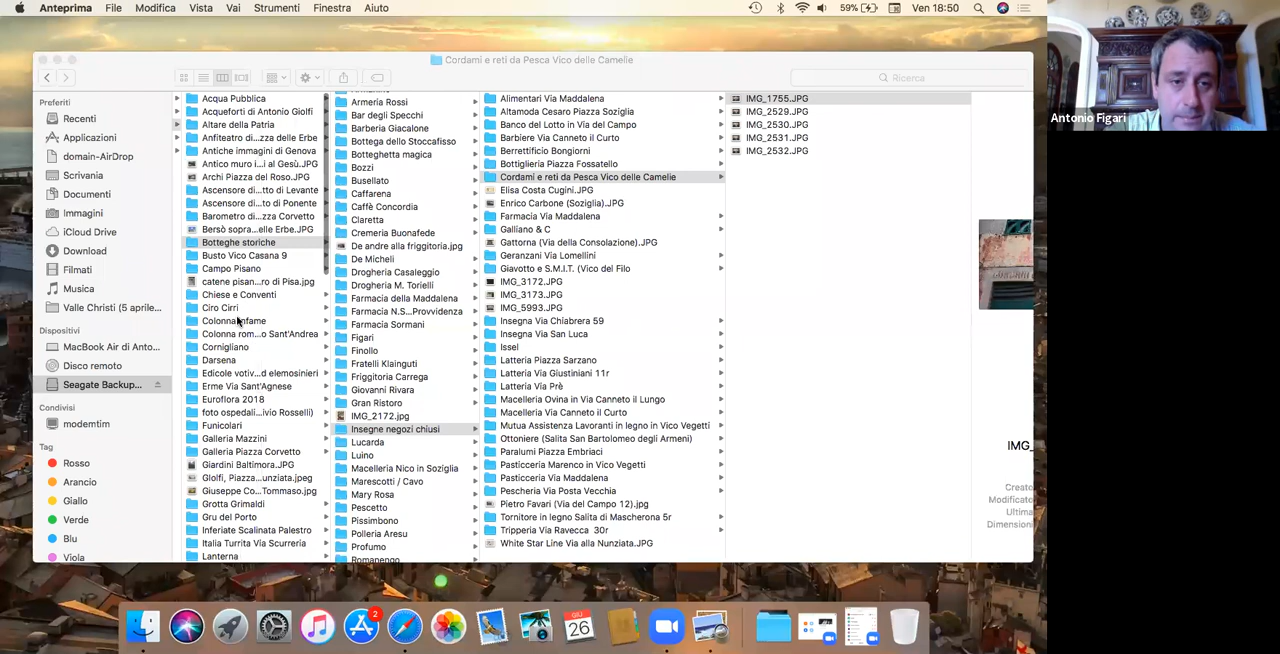 Anteprima File Modifica Vista Vai Strumenti Finestra Aiuto 59% Ven 18:50
Cordami e reti da Pesca Vico delle Camelie
Ricerca
Preferiti
Recenti
Applicazioni
domain-AirDrop
Scrivania
Documenti
Immagini
iCloud Drive
Download
Filmati
Musica
Valle Christi (5 aprile...
Dispositivi
MacBook Air di Anto...
Disco remoto
Seagate Backup...
Condivisi
modemtim
Tag
Rosso
Arancio
Giallo
Verde
Blu
Viola
Acqua Pubblica
Acqueforti di Antonio Giolfi
Altare della Patria
Anfiteatro di...zza delle Erbe
Antiche immagini di Genova
Antico muro i...i al Gesù.JPG
Archi Piazza del Roso.JPG
Ascensore di...tto di Levante
Ascensore d...tto di Ponente
Barometro di...zza Corvetto
Bersò sopra...elle Erbe.JPG
Botteghe storiche
Busto Vico Casana 9
Campo Pisano
catene pisan...ro di Pisa.jpg
Chiese e Conventi
Ciro Cirri
Colonna infame
Colonna rom...o Sant'Andrea
Cornigliano
Darsena
Edicole votiv...d elemosinieri
Erme Via Sant'Agnese
Euroflora 2018
foto ospedali...ivio Rosselli)
Funicolari
Galleria Mazzini
Galleria Piazza Corvetto
Giardini Baltimora.JPG
GIolfi, Piazza...unziata.jpeg
Giuseppe Co...Tommaso.jpg
Grotta Grimaldi
Gru del Porto
Inferiate Scalinata Palestro
Italia Turrita Via Scurreria
Lanterna
Armeria Rossi
Bar degli Specchi
Barberia Giacalone
Bottega dello Stoccafisso
Botteghetta magica
Bozzi
Busellato
Caffarena
Caffè Concordia
Claretta
Cremeria Buonafede
De andre alla friggitoria.jpg
De Micheli
Drogheria Casaleggio
Drogheria M. Torielli
Farmacia della Maddalena
Farmacia N.S...Provvidenza
Farmacia Sormani
Figari
Finollo
Fratelli Klainguti
Friggitoria Carrega
Giovanni Rivara
Gran Ristoro
IMG_2172.jpg
Insegne negozi chiusi
Lucarda
Luino
Macelleria Nico in Soziglia
Marescotti / Cavo
Mary Rosa
Pescetto
Pissimbono
Polleria Aresu
Profumo
Romanengo
Alimentari Via Maddalena
Altamoda Cesaro Piazza Soziglia
Banco del Lotto in Via del Campo
Barbiere Via Canneto il Curto
Berrettificio Bongiorni
Bottiglieria Piazza Fossatello
Cordami e reti da Pesca Vico delle Camelie
Elisa Costa Cugini.JPG
Enrico Carbone (Soziglia).JPG
Farmacia Via Maddalena
Galliano & C
Gattorna (Via della Consolazione).JPG
Geranzani Via Lomellini
Giavotto e S.M.I.T. (Vico del Filo
IMG_3172.JPG
IMG_3173.JPG
IMG_5993.JPG
Insegna Via Chiabrera 59
Insegna Via San Luca
Issel
Latteria Piazza Sarzano
Latteria Via Giustiniani 11r
Latteria Via Prè
Macelleria Ovina in Via Canneto il Lungo
Macelleria Via Canneto il Curto
Mutua Assistenza Lavoranti in legno in Vico Vegetti
Ottoniere (Salita San Bartolomeo degli Armeni)
Paralumi Piazza Embriaci
Pasticceria Marenco in Vico Vegetti
Pasticceria Via Maddalena
Pescheria Via Posta Vecchia
Pietro Favari (Via del Campo 12).jpg
Tornitore in legno Salita di Mascherona 5r
Tripperia Via Ravecca 30r
White Star Line Via alla Nunziata.JPG
IMG_1755.JPG
IMG_2529.JPG
IMG_2530.JPG
IMG_2531.JPG
IMG_2532.JPG
IMG_
Creato
Modificato
Ultima
Dimensioni
Antonio Figari
2
GIU
26